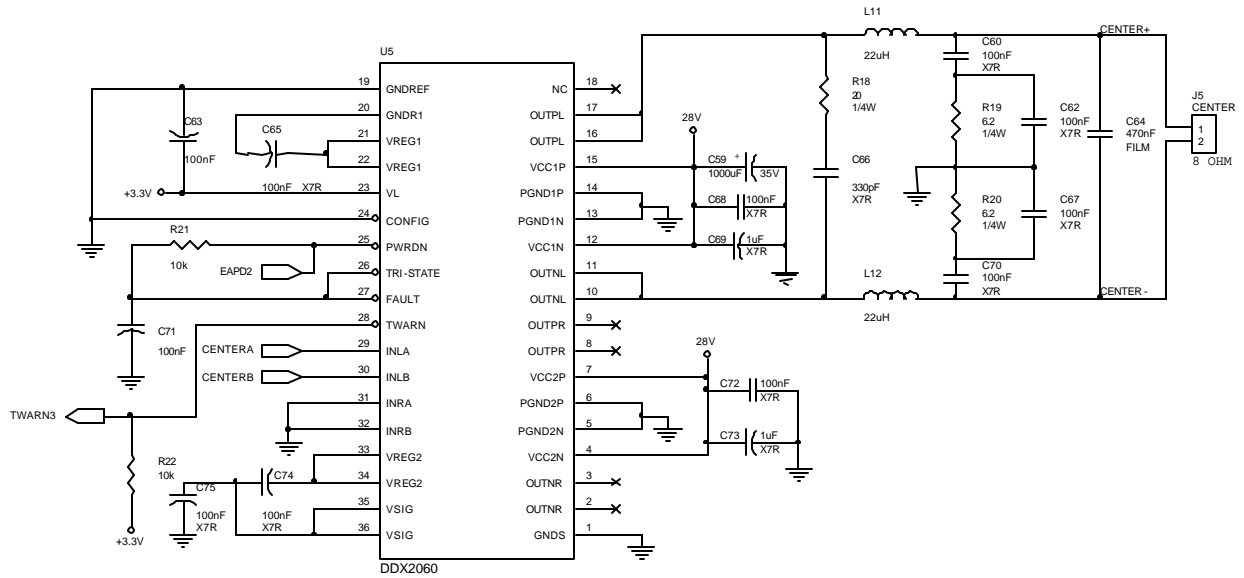 L11
22uH
CENTER+
U5
C60
100nF
X7R
R18
20
1/4W
R19
6.2
1/4W
C62
100nF
X7R
C64
470nF
FILM
J5
CENTER
1
2
8 OHM
19 GNDREF
20 GNDR1
21 VREG1
22 VREG1
23 VL
24 CONFIG
25 PWRDN
26 TRI-STATE
27 FAULT
28 TWARN
29 INLA
30 INLB
31 INRA
32 INRB
33 VREG2
34 VREG2
35 VSIG
36 VSIG
NC 18
OUTPL 17
OUTPL 16
VCC1P 15
PGND1P 14
PGND1N 13
VCC1N 12
OUTNL 11
OUTNL 10
OUTPR 9
OUTPR 8
VCC2P 7
PGND2P 6
PGND2N 5
VCC2N 4
OUTNR 3
OUTNR 2
GNDS 1
DDX2060
C63
100nF
C65
100nF X7R
+3.3V
R21
10k
EAPD2
C71
100nF
CENTERA
CENTERB
TWARN3
R22
10k
+3.3V
C75
100nF
X7R
C74
100nF
X7R
28V
C59 +
1000uF 35V
C68 100nF
X7R
C69 1uF
X7R
C66
330pF
X7R
R20
6.2
1/4W
C67
100nF
X7R
C70
100nF
X7R
L12
22uH
CENTER-
28V
C72 100nF
X7R
C73 1uF
X7R